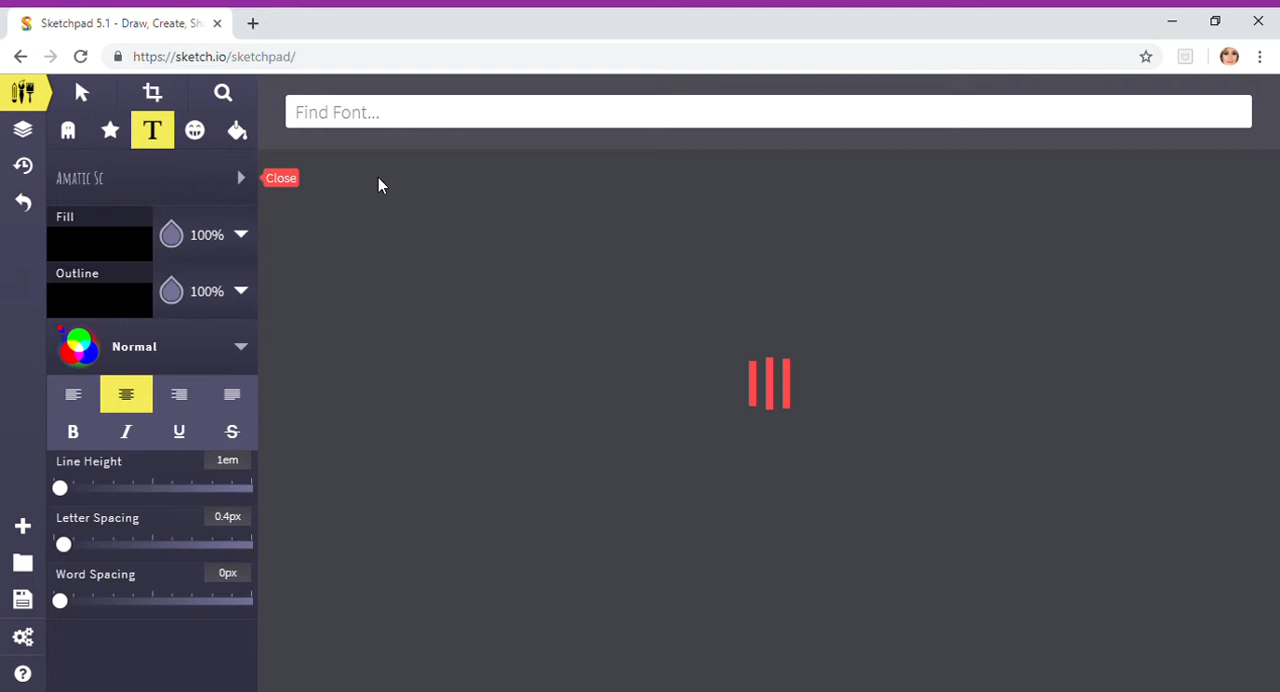 Sketchpad 5.1 - Draw, Create, Sh
https://sketch.io/sketchpad/
Find Font...
T
Amatic Sc
Close
Fill
100%
Outline
100%
Normal
B I U S
Line Height 1em
Letter Spacing 0.4px
Word Spacing 0px